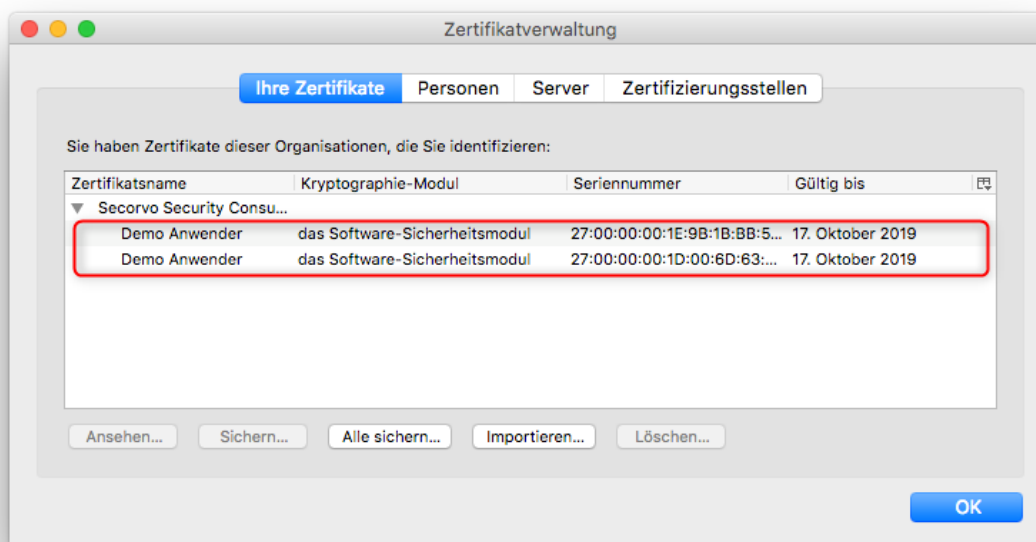 Zertifikatverwaltung
Ihre Zertifikate Personen Server Zertifizierungsstellen
Sie haben Zertifikate dieser Organisationen, die Sie identifizieren:
Zertifikatsname Kryptographie-Modul Seriennummer Gültig bis
Secorvo Security Consu...
Demo Anwender das Software-Sicherheitsmodul 27:00:00:00:1E:9B:1B:BB:5... 17. Oktober 2019
Demo Anwender das Software-Sicherheitsmodul 27:00:00:00:1D:00:6D:63:... 17. Oktober 2019
Ansehen... Sichern... Alle sichern... Importieren... Löschen...
OK